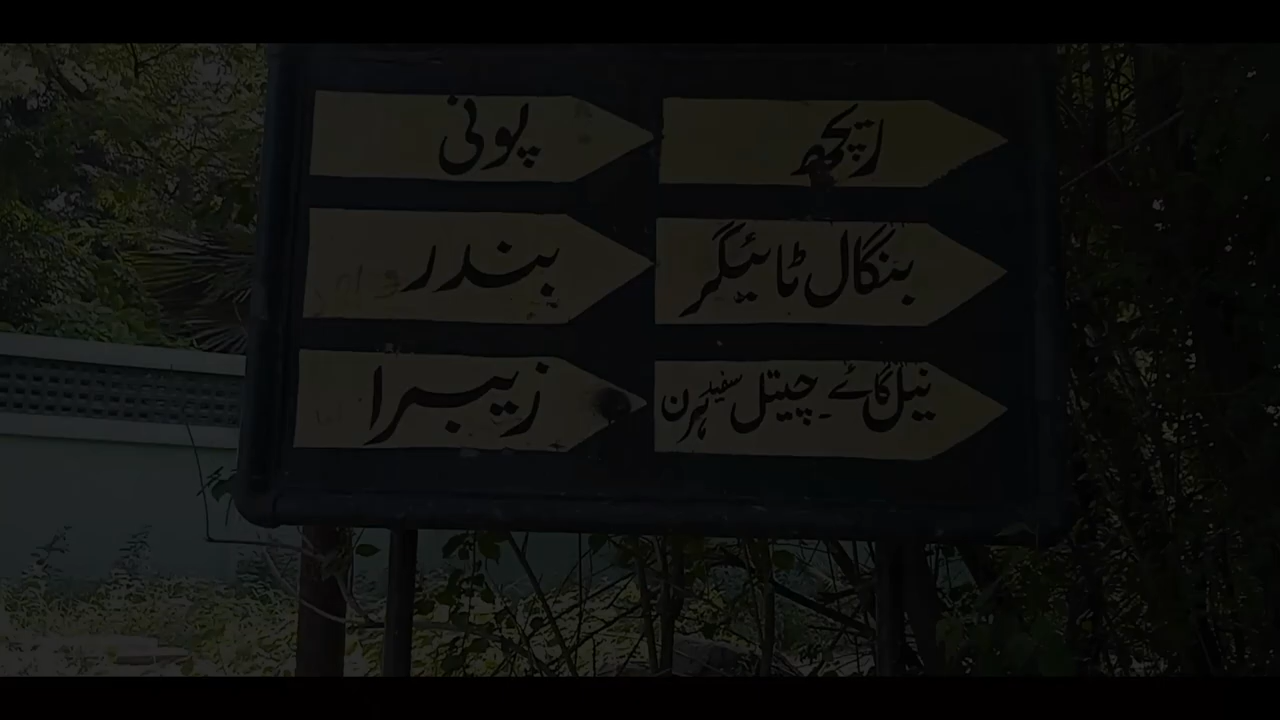 ریچھ
پونی
بنگال ٹائیگر
بندر
نیل گائے۔ چیتل سفید ہرن
زیبرا